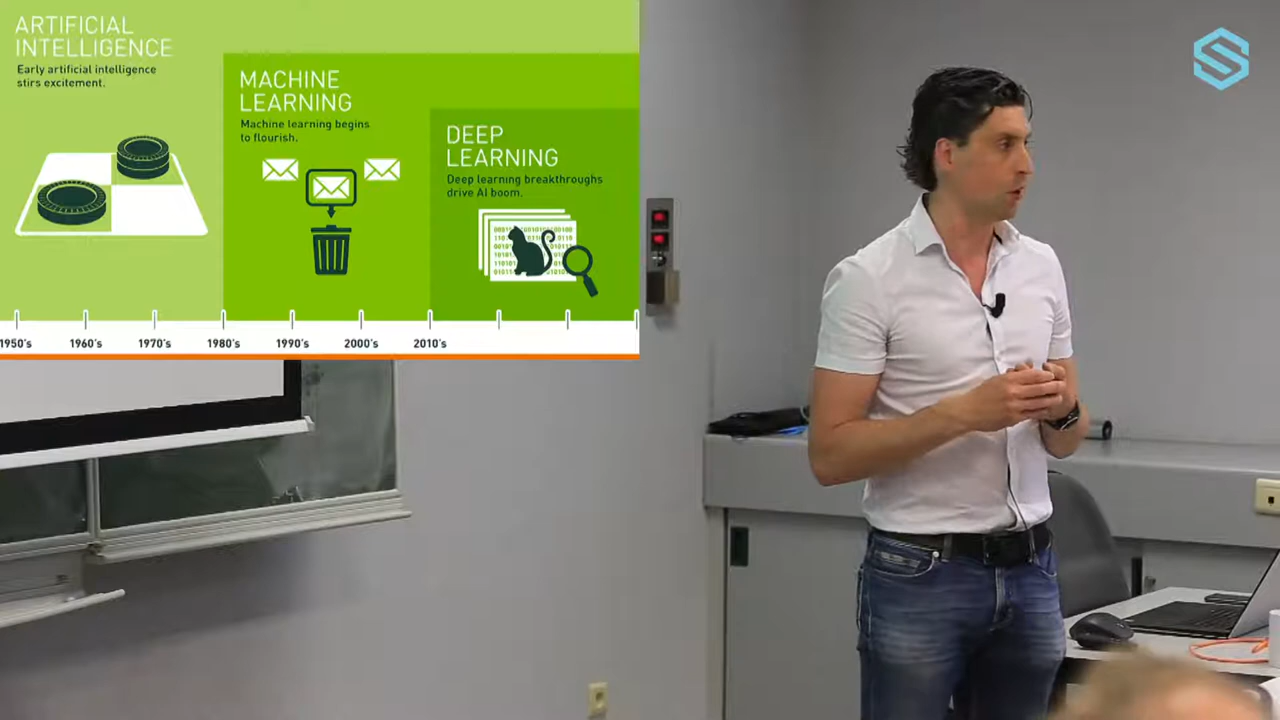 ARTIFICIAL
INTELLIGENCE
Early artificial intelligence
stirs excitement.
MACHINE
LEARNING
Machine learning begins
to flourish.
DEEP
LEARNING
Deep learning breakthroughs
drive AI boom.
1950's 1960's 1970's 1980's 1990's 2000's 2010's